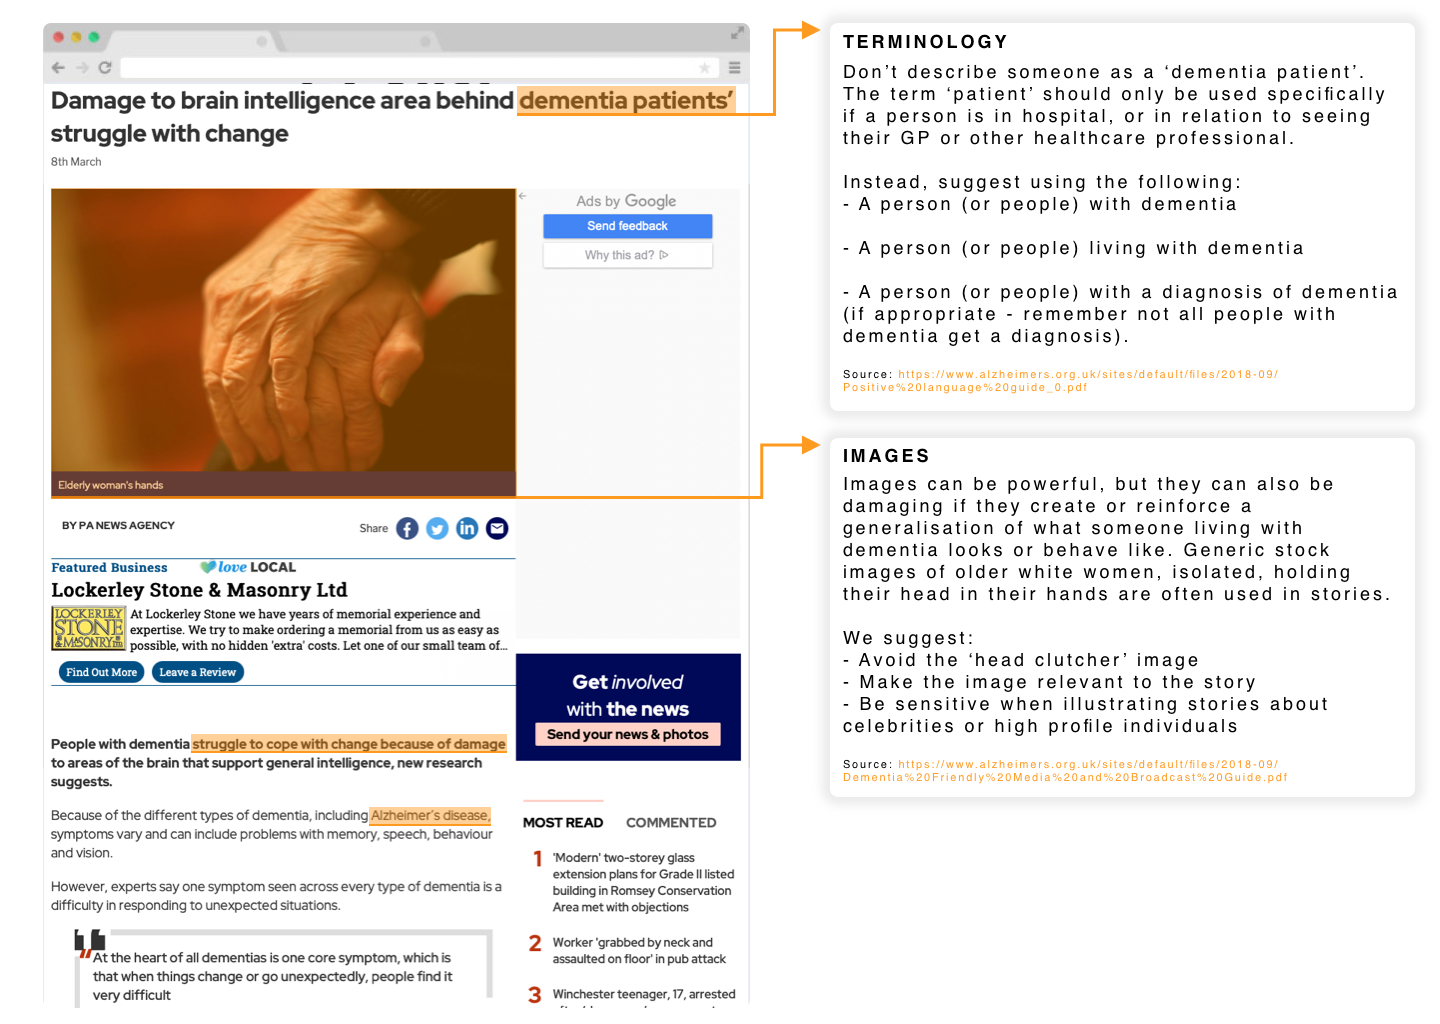 Damage to brain intelligence area behind dementia patients’
struggle with change
8th March
Elderly woman's hands
Ads by Google
Send feedback
Why this ad?
BY PA NEWS AGENCY
Share
Featured Business
love LOCAL
Lockerley Stone & Masonry Ltd
LOCKERLEY
STONE
& MASONRY LTD
At Lockerley Stone we have years of memorial experience and
expertise. We try to make ordering a memorial from us as easy as
possible, with no hidden 'extra' costs. Let one of our small team of...
Find Out More
Leave a Review
Get involved
with the news
Send your news & photos
People with dementia struggle to cope with change because of damage
to areas of the brain that support general intelligence, new research
suggests.
Because of the different types of dementia, including Alzheimer’s disease,
symptoms vary and can include problems with memory, speech, behaviour
and vision.
However, experts say one symptom seen across every type of dementia is a
difficulty in responding to unexpected situations.
“At the heart of all dementias is one core symptom, which is
that when things change or go unexpectedly, people find it
very difficult
MOST READ
COMMENTED
1 'Modern' two-storey glass
extension plans for Grade II listed
building in Romsey Conservation
Area met with objections
2 Worker 'grabbed by neck and
assaulted on floor' in pub attack
3 Winchester teenager, 17, arrested
TERMINOLOGY
Don’t describe someone as a ‘dementia patient’.
The term ‘patient’ should only be used specifically
if a person is in hospital, or in relation to seeing
their GP or other healthcare professional.
Instead, suggest using the following:
- A person (or people) with dementia
- A person (or people) living with dementia
- A person (or people) with a diagnosis of dementia
(if appropriate - remember not all people with
dementia get a diagnosis).
Source: https://www.alzheimers.org.uk/sites/default/files/2018-09/
Positive%20language%20guide_0.pdf
IMAGES
Images can be powerful, but they can also be
damaging if they create or reinforce a
generalisation of what someone living with
dementia looks or behave like. Generic stock
images of older white women, isolated, holding
their head in their hands are often used in stories.
We suggest:
- Avoid the ‘head clutcher’ image
- Make the image relevant to the story
- Be sensitive when illustrating stories about
celebrities or high profile individuals
Source: https://www.alzheimers.org.uk/sites/default/files/2018-09/
Dementia%20Friendly%20Media%20and%20Broadcast%20Guide.pdf